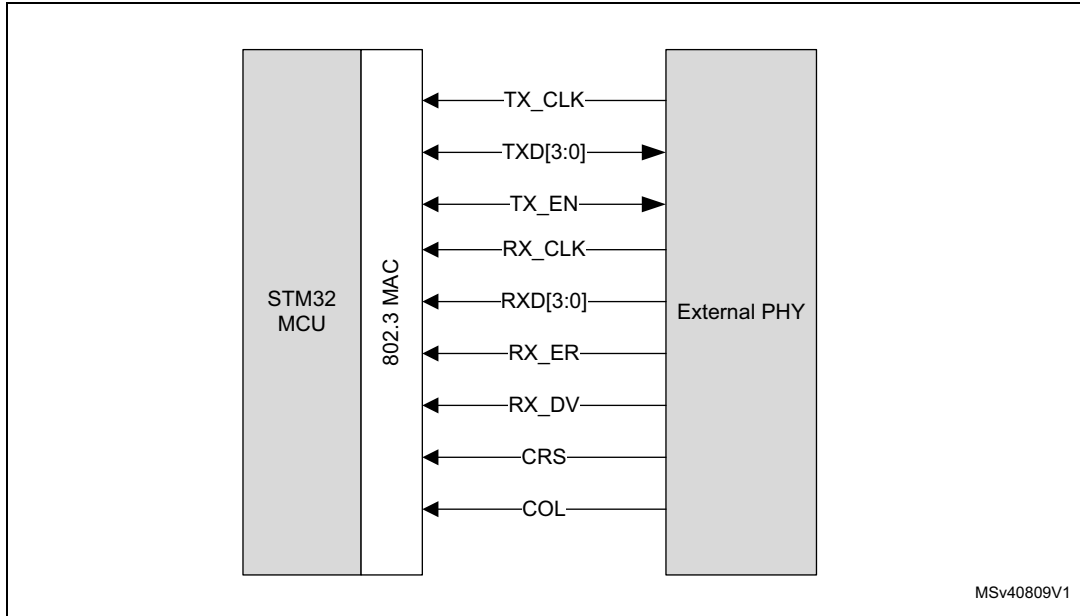 TX_CLK
TXD[3:0]
TX_EN
RX_CLK
RXD[3:0]
RX_ER
RX_DV
CRS
COL
STM32
MCU
802.3 MAC
External PHY
MSv40809V1